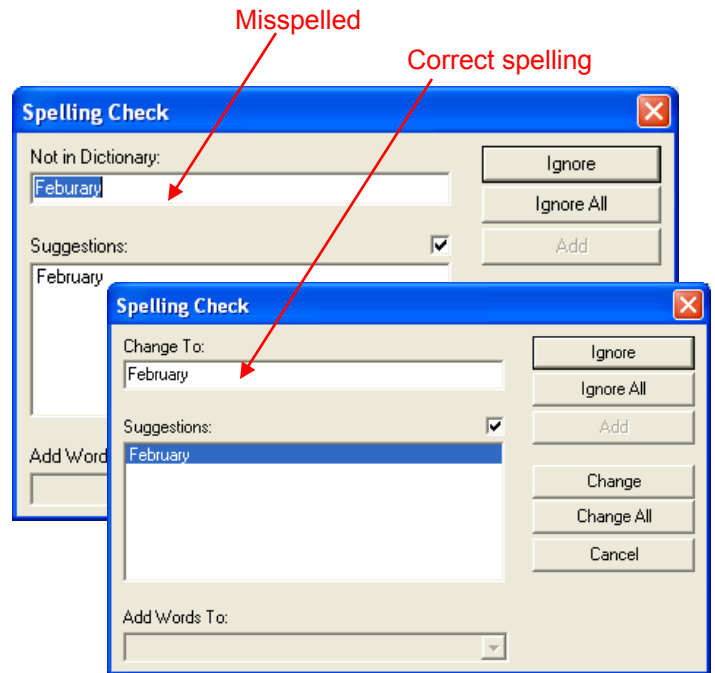 Misspelled
Correct spelling
Spelling Check
Not in Dictionary:
Feburary
Ignore
Ignore All
Suggestions:
Add
February
Spelling Check
Change To:
February
Ignore
Ignore All
Suggestions:
Add
February
Add Word
Change
Change All
Cancel
Add Words To: